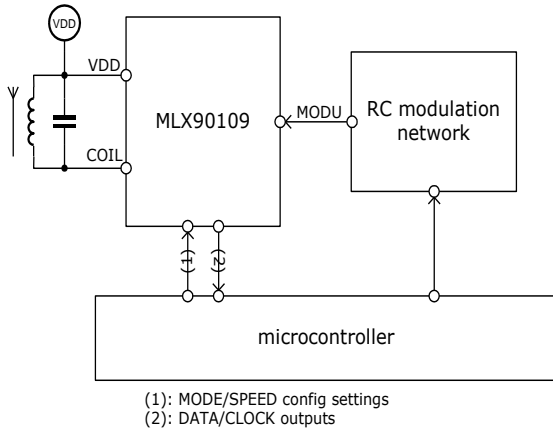 VDD
VDD
MLX90109
MODU
RC modulation
network
COIL
(1)
(2)
microcontroller
(1): MODE/SPEED config settings
(2): DATA/CLOCK outputs